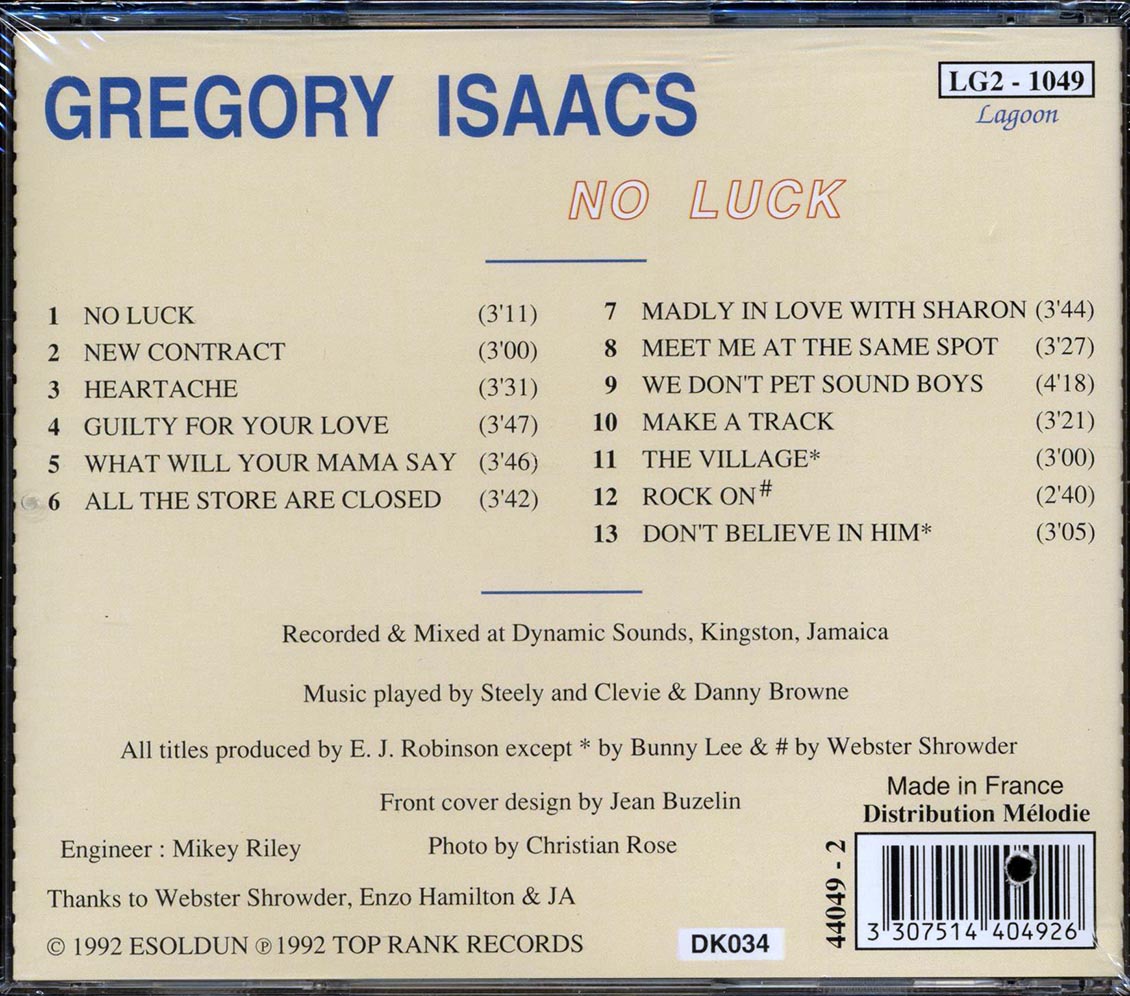 GREGORY ISAACS
LG2 - 1049
Lagoon
NO LUCK
1 NO LUCK (3'11)
2 NEW CONTRACT (3'00)
3 HEARTACHE (3'31)
4 GUILTY FOR YOUR LOVE (3'47)
5 WHAT WILL YOUR MAMA SAY (3'46)
6 ALL THE STORE ARE CLOSED (3'42)
7 MADLY IN LOVE WITH SHARON (3'44)
8 MEET ME AT THE SAME SPOT (3'27)
9 WE DON'T PET SOUND BOYS (4'18)
10 MAKE A TRACK (3'21)
11 THE VILLAGE* (3'00)
12 ROCK ON# (2'40)
13 DON'T BELIEVE IN HIM* (3'05)
Recorded & Mixed at Dynamic Sounds, Kingston, Jamaica
Music played by Steely and Clevie & Danny Browne
All titles produced by E. J. Robinson except * by Bunny Lee & # by Webster Shrowder
Front cover design by Jean Buzelin
Engineer : Mikey Riley
Photo by Christian Rose
Thanks to Webster Shrowder, Enzo Hamilton & JA
© 1992 ESOLDUN ℗ 1992 TOP RANK RECORDS
DK034
Made in France
Distribution Mélodie
44049 - 2
3 307514 404926